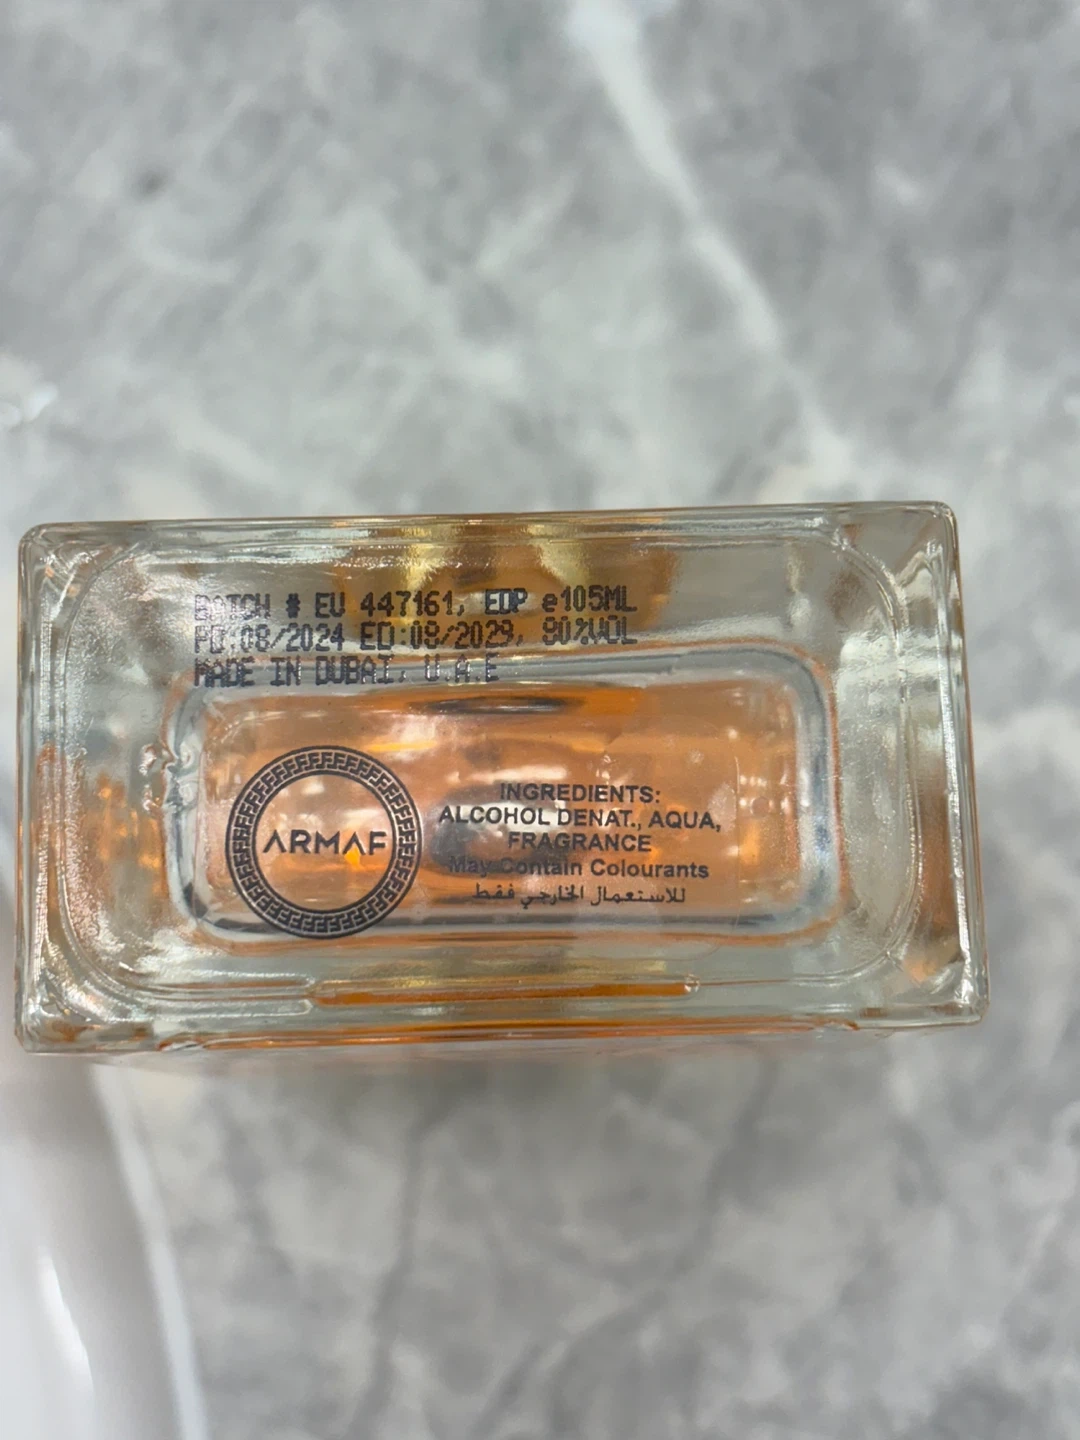 BATCH # EU 447161, EDP e105ML
PD:08/2024 ED:08/2029, 80%VOL
MADE IN DUBAI, U.A.E
ARMAF
INGREDIENTS:
ALCOHOL DENAT., AQUA,
FRAGRANCE
May Contain Colourants
للاستعمال الخارجي فقط